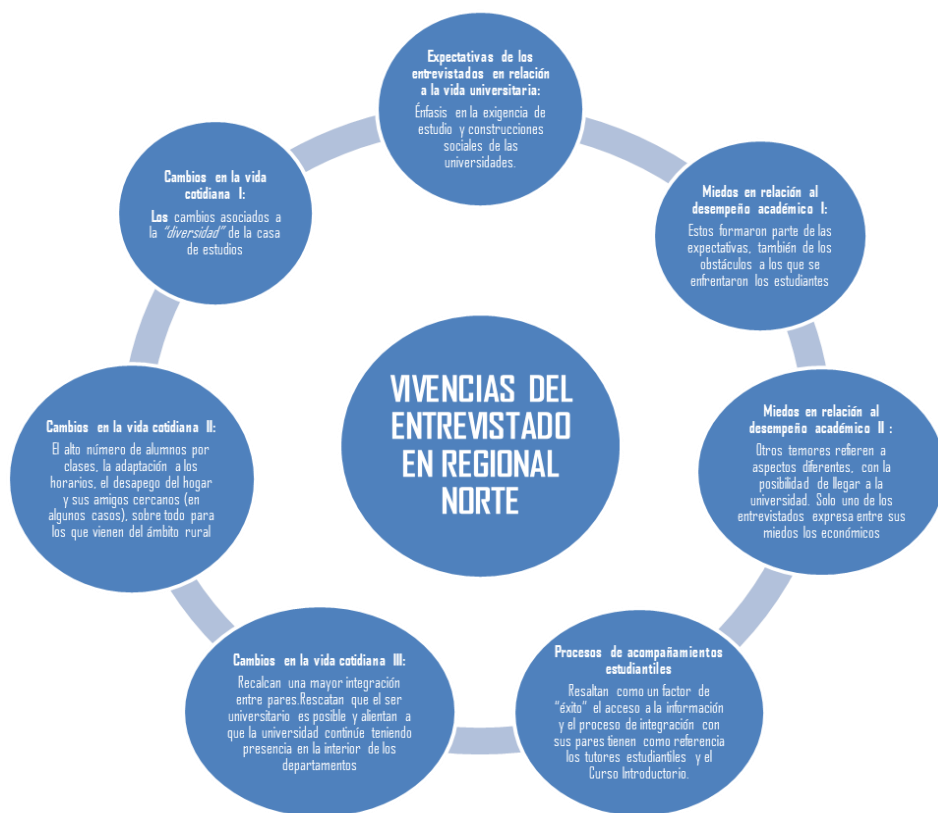 Expectativas de los
entrevistados en relación
a la vida universitaria:
Énfasis en la exigencia de
estudio y construcciones
sociales de las
universidades.
Miedos en relación al
desempeño académico I:
Estos formaron parte de las
expectativas, también de los
obstáculos a los que se
enfrentaron los estudiantes
Miedos en relación al
desempeño académico II :
Otros temores refieren a
aspectos diferentes, con la
posibilidad de llegar a la
universidad. Solo uno de los
entrevistados expresa entre sus
miedos los económicos
Procesos de acompañamientos
estudiantiles
Resaltan como un factor de
"éxito" el acceso a la información
y el proceso de integración con
sus pares tienen como referencia
los tutores estudiantiles y el
Curso Introductorio.
Cambios en la vida cotidiana III:
Recalcan una mayor integración
entre pares.Rescatan que el ser
universitario es posible y alientan a
que la universidad continúe teniendo
presencia en la interior de los
departamentos
Cambios en la vida cotidiana II:
El alto número de alumnos por
clases, la adaptación a los
horarios, el desapego del hogar
y sus amigos cercanos (en
algunos casos), sobre todo para
los que vienen del ámbito rural
Cambios en la vida
cotidiana I:
Los cambios asociados a
la "diversidad" de la casa
de estudios
VIVENCIAS DEL
ENTREVISTADO
EN REGIONAL
NORTE